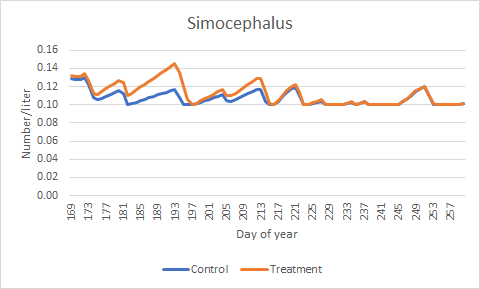 Simocephalus
0.16
0.14
0.12
0.10
0.08
0.06
0.04
0.02
0.00
Number/liter
169 173 177 181 185 189 193 197 201 205 209 213 217 221 225 229 233 237 241 245 249 253 257
Day of year
Control Treatment